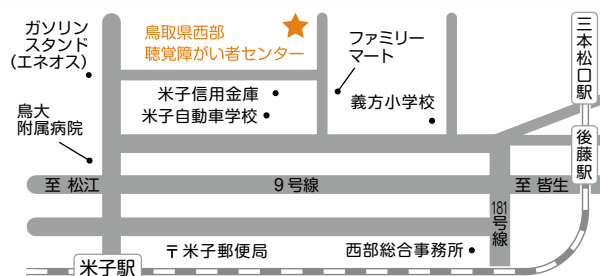 ガソリン
スタンド
(エネオス)
鳥取県西部
聴覚障がい者センター
ファミリー
マート
三本松口駅
米子信用金庫
米子自動車学校
義方小学校
鳥大
附属病院
後藤駅
至 松江
9号線
至 皆生
181号線
〒米子郵便局
西部総合事務所
米子駅